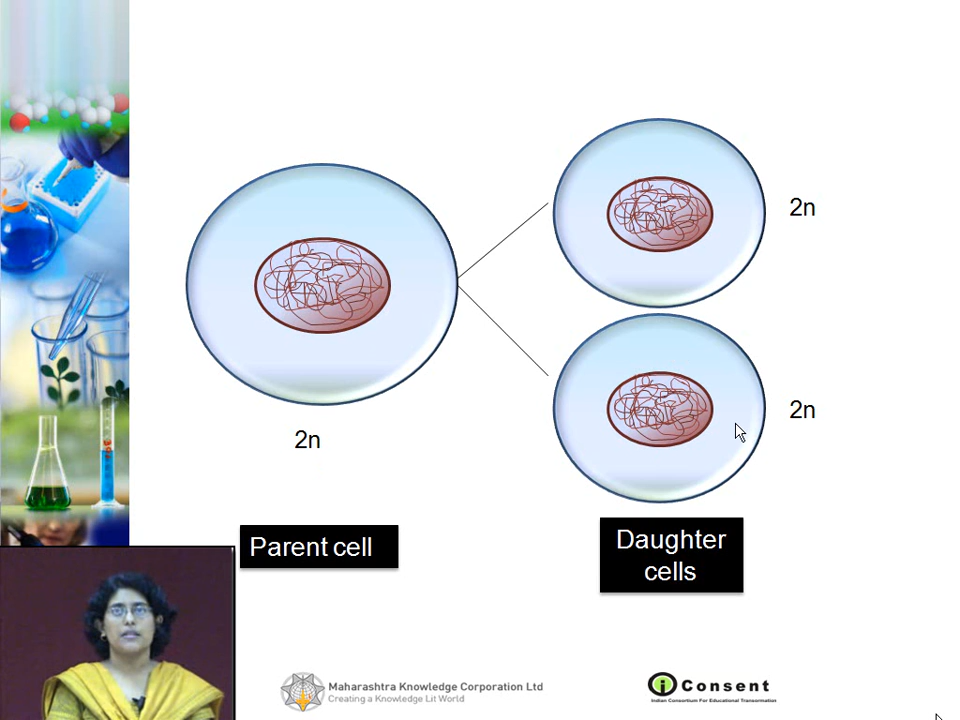 2n
2n
2n
Parent cell
Daughter
cells
Maharashtra Knowledge Corporation Ltd
Creating a Knowledge Lit World
i Consent
Indian Consortium For Educational Transformation